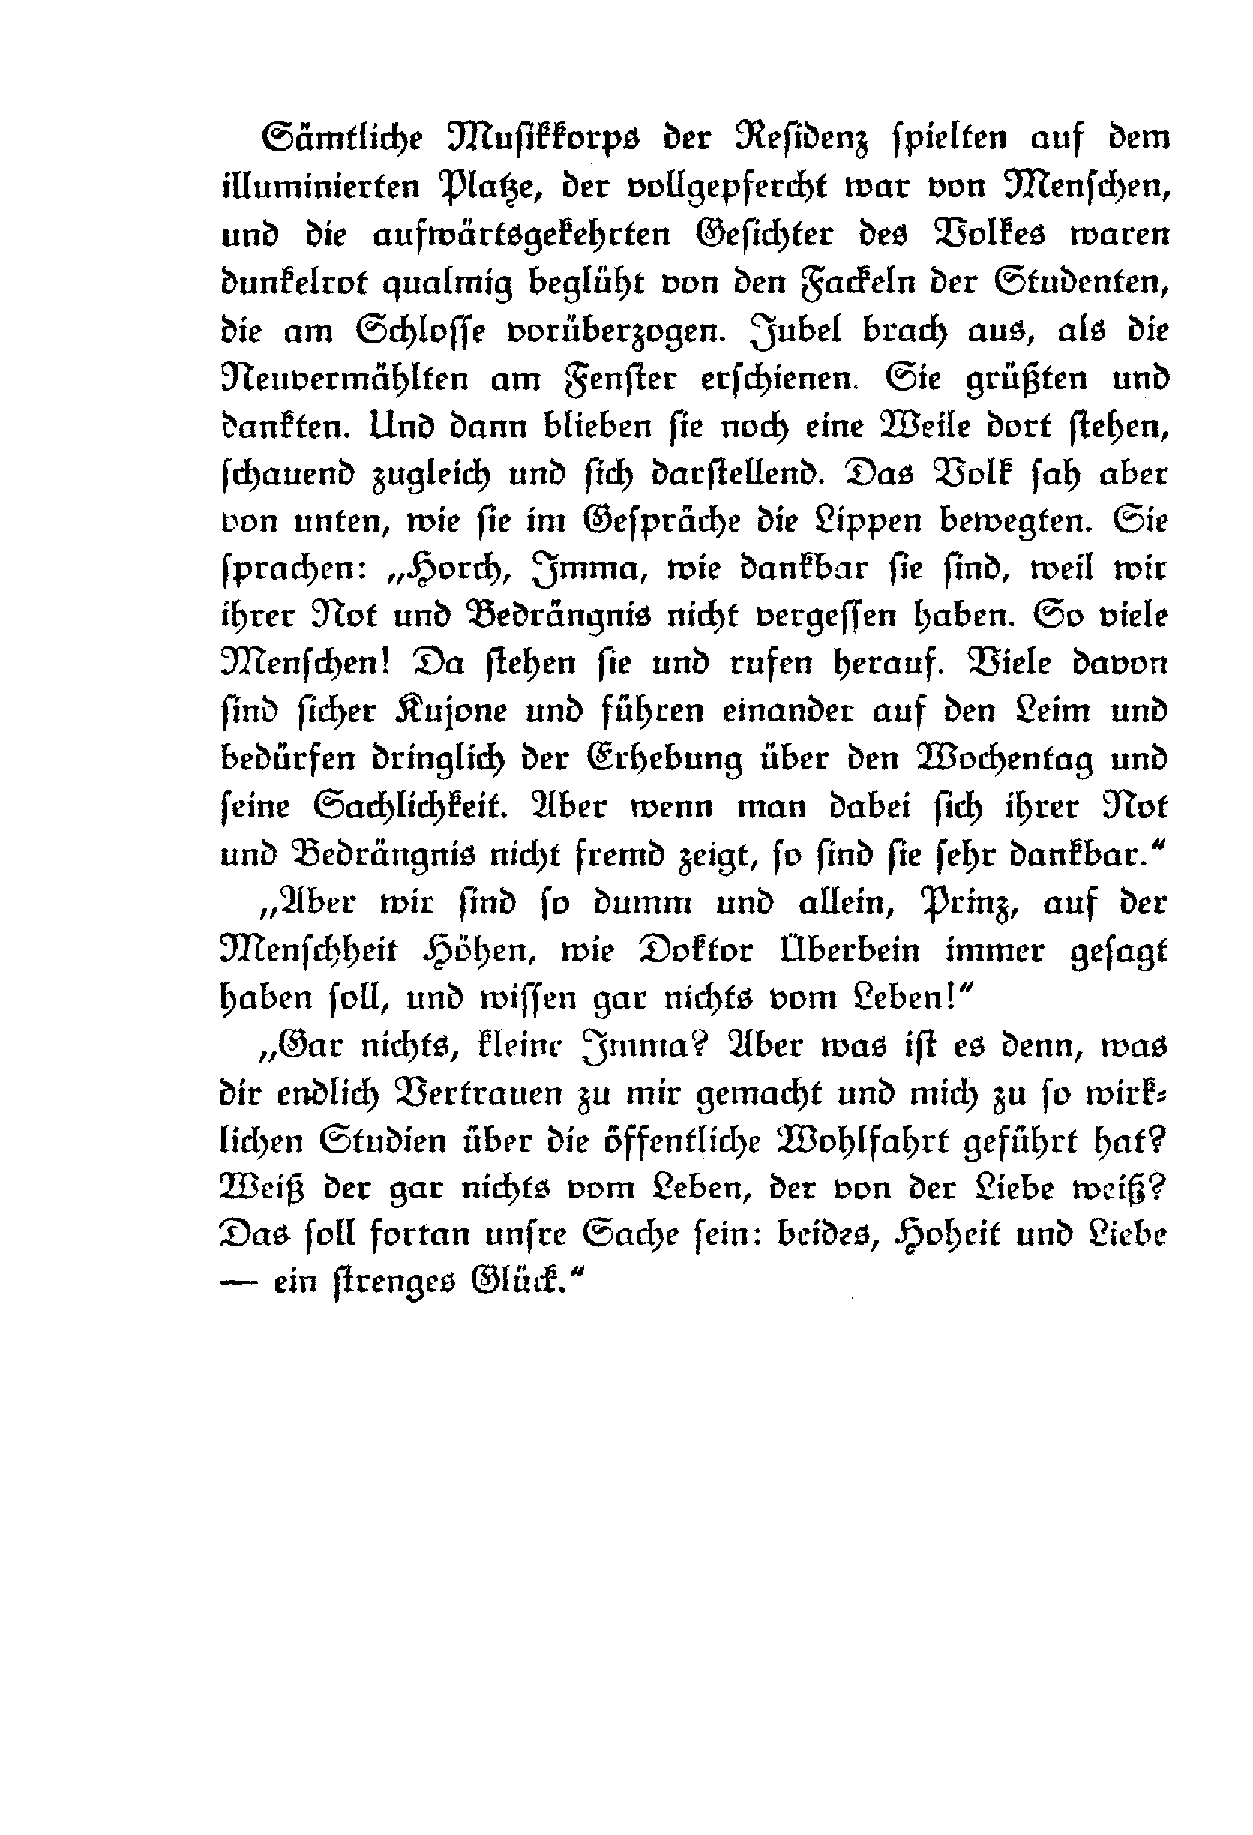 Sämtliche Muſikkorps der Reſidenz ſpielten auf dem
illuminierten Platze, der vollgepfercht war von Menſchen,
und die aufwärtsgekehrten Geſichter des Volkes waren
dunkelrot qualmig beglüht von den Fackeln der Studenten,
die am Schloſſe vorüberzogen. Jubel brach aus, als die
Neuvermählten am Fenſter erſchienen. Sie grüßten und
dankten. Und dann blieben ſie noch eine Weile dort ſtehen,
ſchauend zugleich und ſich darſtellend. Das Volk ſah aber
von unten, wie ſie im Geſpräche die Lippen bewegten. Sie
ſprachen: „Horch, Imma, wie dankbar ſie ſind, weil wir
ihrer Not und Bedrängnis nicht vergeſſen haben. So viele
Menſchen! Da ſtehen ſie und rufen herauf. Viele davon
ſind ſicher Kujone und führen einander auf den Leim und
bedürfen dringlich der Erhebung über den Wochentag und
ſeine Sachlichkeit. Aber wenn man dabei ſich ihrer Not
und Bedrängnis nicht fremd zeigt, ſo ſind ſie ſehr dankbar.“
„Aber wir ſind ſo dumm und allein, Prinz, auf der
Menſchheit Höhen, wie Doktor Überbein immer geſagt
haben ſoll, und wiſſen gar nichts vom Leben!“
„Gar nichts, kleine Imma? Aber was iſt es denn, was
dir endlich Vertrauen zu mir gemacht und mich zu ſo wirk⸗
lichen Studien über die öffentliche Wohlfahrt geführt hat?
Weiß der gar nichts vom Leben, der von der Liebe weiß?
Das ſoll fortan unſre Sache ſein: beides, Hoheit und Liebe
— ein ſtrenges Glück.“